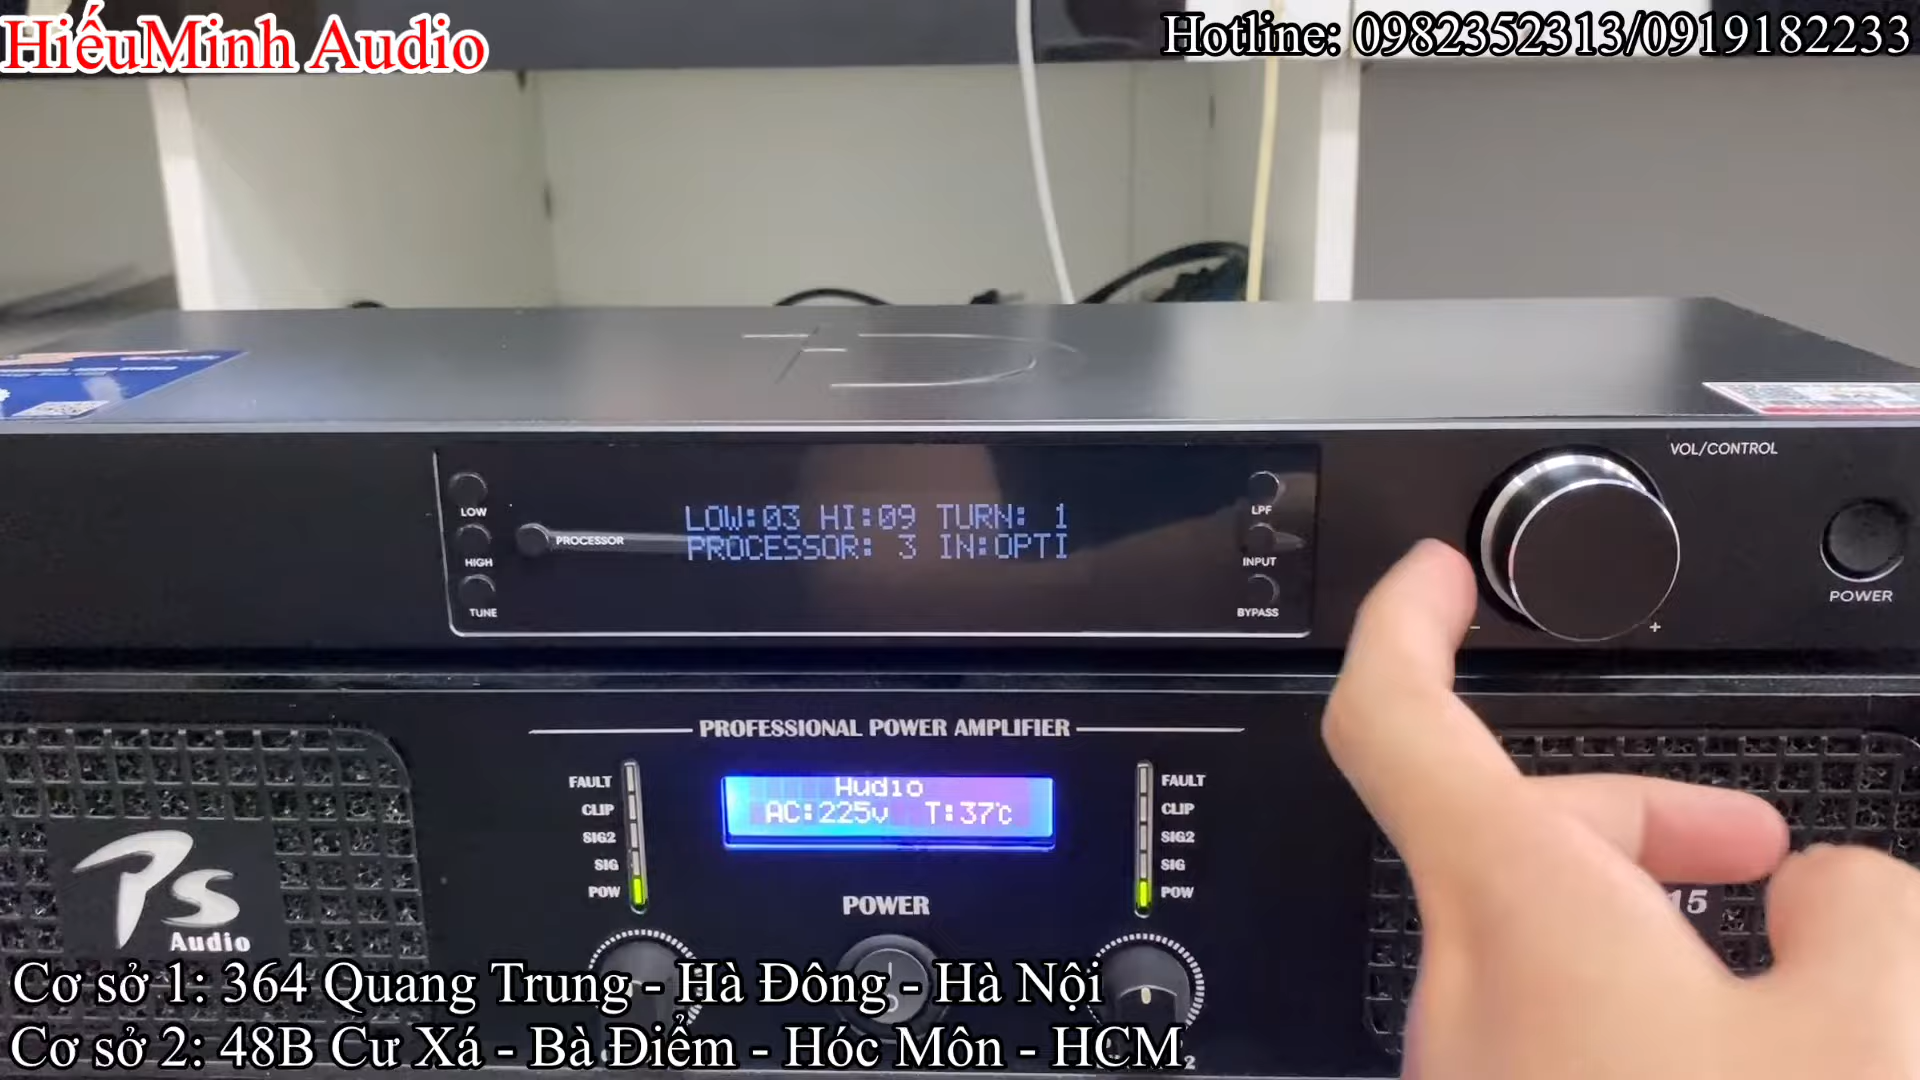 HiếuMinh Audio
Hotline: 0982352313/0919182233
VOL/CONTROL
LOW
HIGH
TUNE
PROCESSOR
LOW:03 HI:09 TURN: 1
PROCESSOR: 3 IN:OPTI
LPF
INPUT
BYPASS
- +
POWER
PROFESSIONAL POWER AMPLIFIER
FAULT
CLIP
SIG2
SIG
POW
Audio
AC:225v T:37℃
FAULT
CLIP
SIG2
SIG
POW
POWER
Ps
Audio
15
Cơ sở 1: 364 Quang Trung - Hà Đông - Hà Nội
Cơ sở 2: 48B Cư Xá - Bà Điểm - Hóc Môn - HCM
2